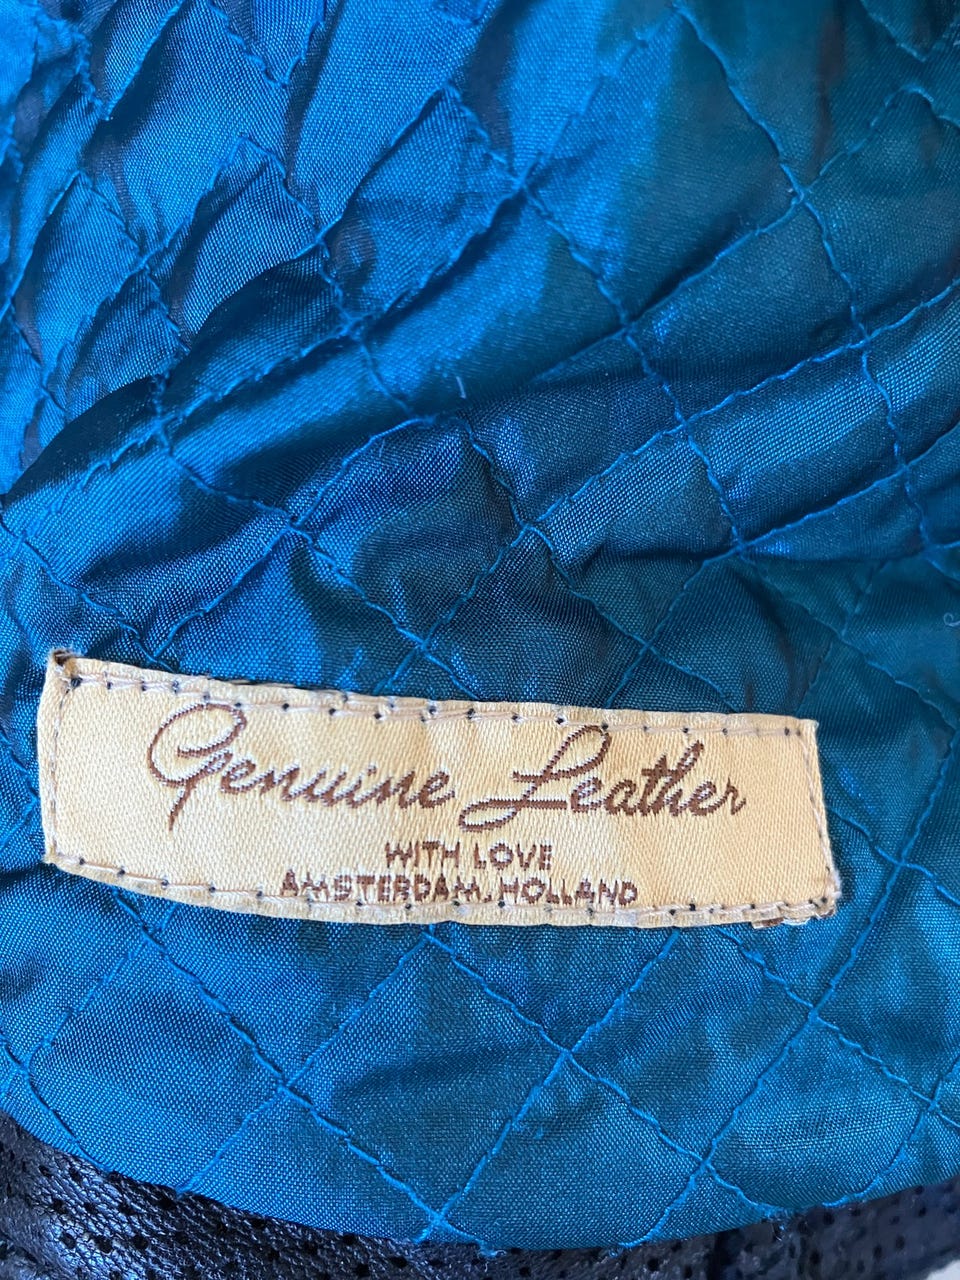 Genuine Leather
WITH LOVE
AMSTERDAM, HOLLAND